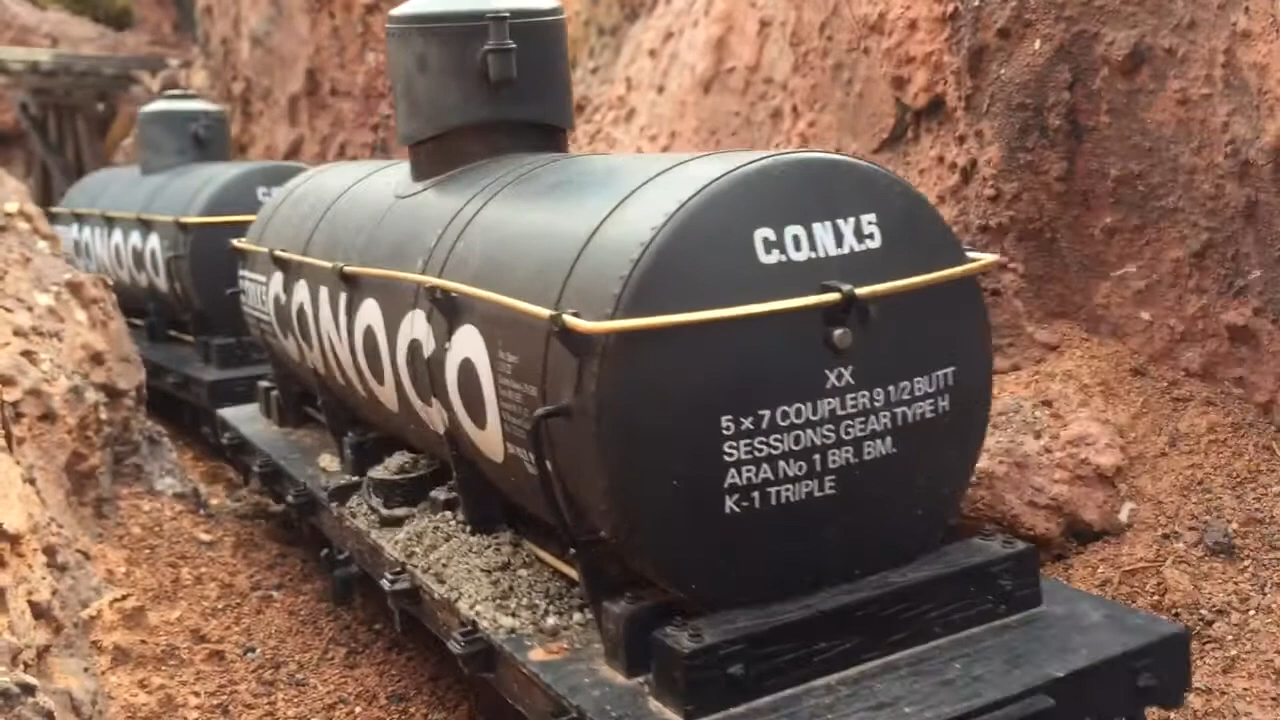 CONOCO
CONOCO
C.O.N.X.5
XX
5 × 7 COUPLER 9 1/2 BUTT
SESSIONS GEAR TYPE H
ARA No 1 BR. BM.
K-1 TRIPLE